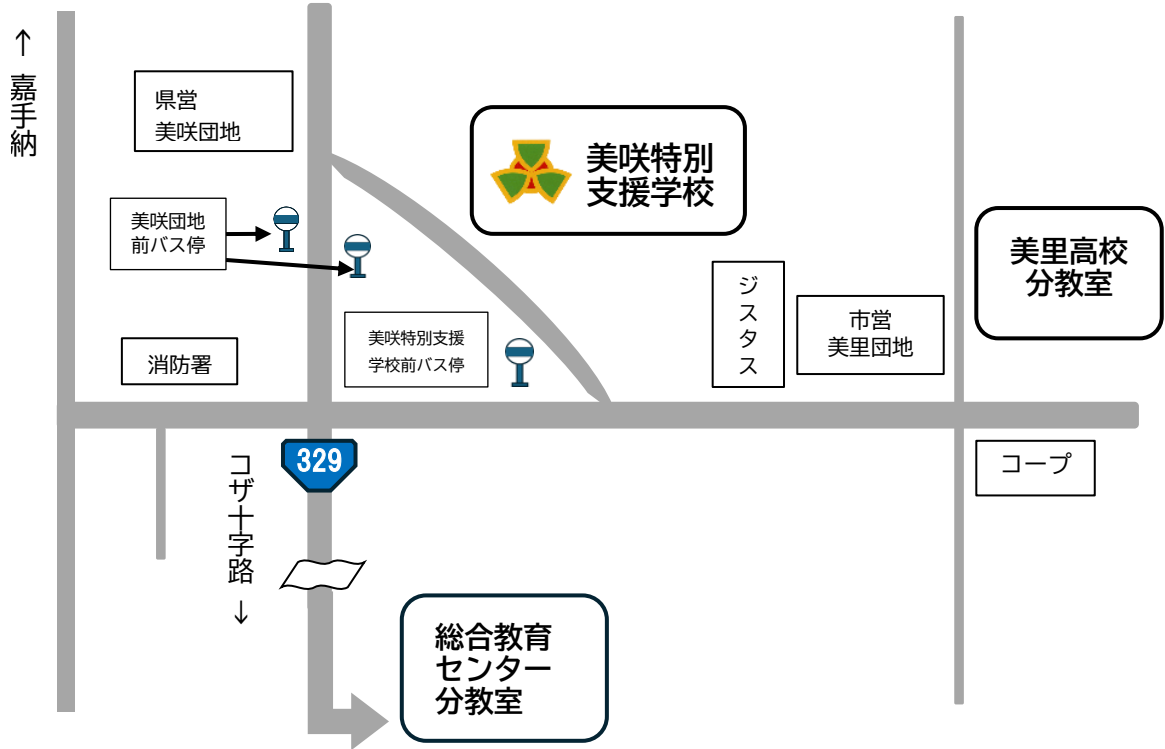 ↑ 嘉手納
県営
美咲団地
美咲特別
支援学校
美咲団地
前バス停
美里高校
分教室
ジスタス
市営
美里団地
美咲特別支援
学校前バス停
消防署
329
コザ十字路 ↓
コープ
総合教育
センター
分教室